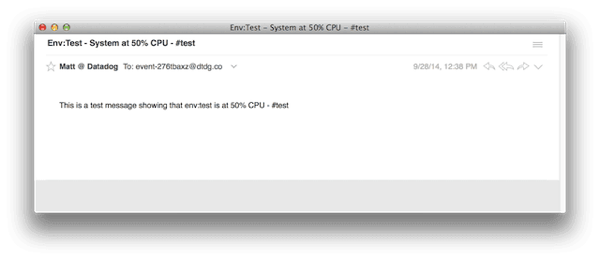 Env:Test – System at 50% CPU – #test
Env:Test - System at 50% CPU - #test
Matt @ Datadog To: event-276tbaxz@dtdg.co 9/28/14, 12:38 PM
This is a test message showing that env:test is at 50% CPU - #test